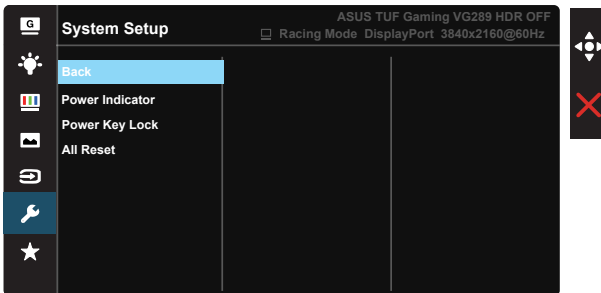 G
System Setup
ASUS TUF Gaming VG289 HDR OFF
Racing Mode DisplayPort 3840x2160@60Hz
Back
Power Indicator
Power Key Lock
All Reset